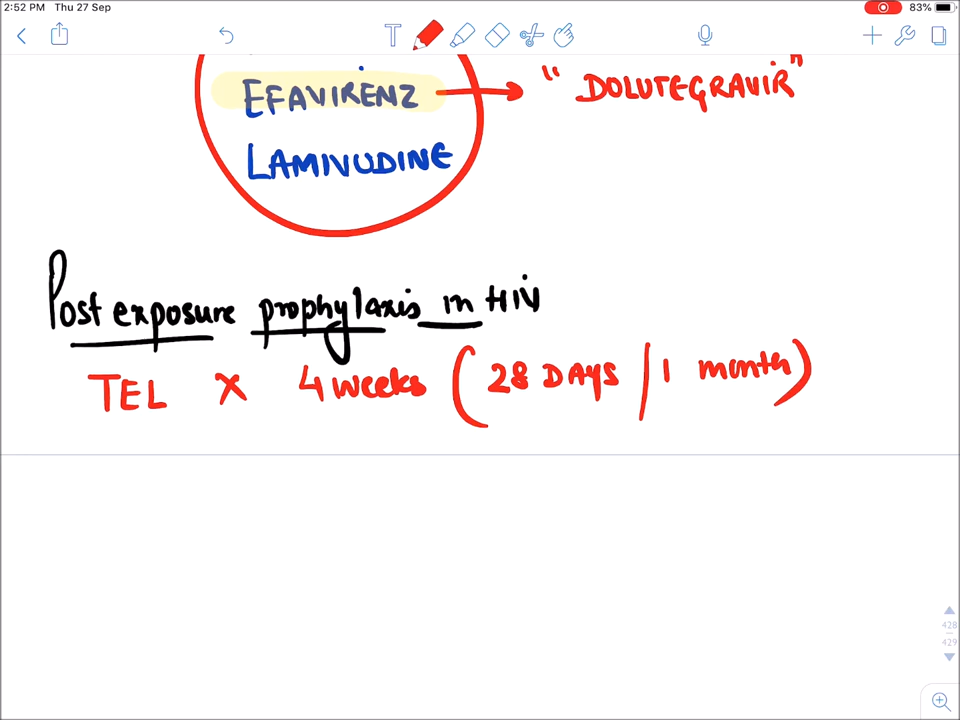 2:52 PM Thu 27 Sep 83%
T
EFAVIRENZ → " DOLUTEGRAVIR"
LAMIVUDINE
Post exposure prophylaxis in HIV
TEL X 4 weeks (28 DAYS / 1 month)
428
429